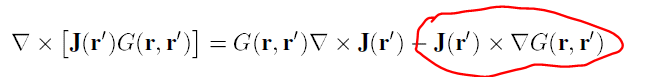 ∇ × [J(r′)G(r, r′)] = G(r, r′)∇ × J(r′) − J(r′) × ∇G(r, r′)